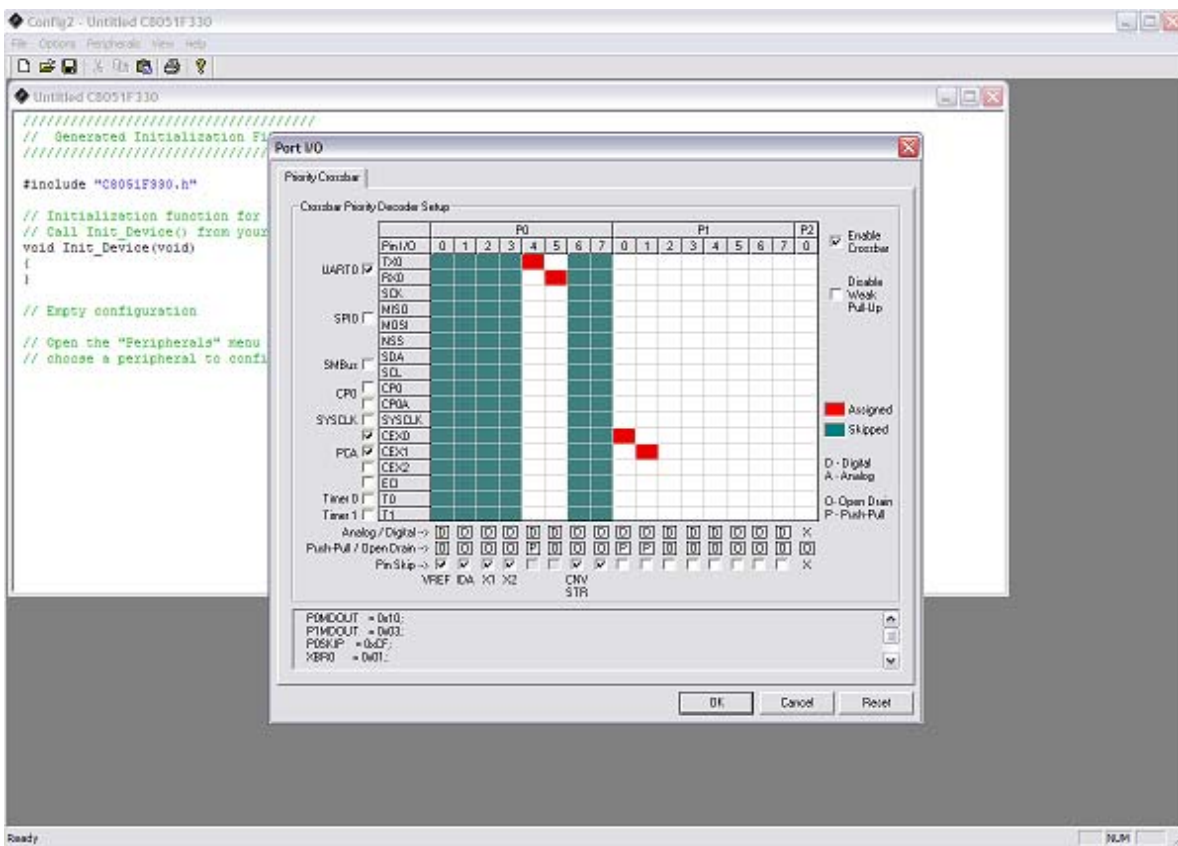 Config2 - Untitled C8051F330
File Options Peripherals View Help
Untitled C8051F330
///////////////////////////////////////
// Generated Initialization Fi
#include "C8051F330.h"
// Initialization function for
// Call Init_Device() from your
void Init_Device(void)
{
}
// Empty configuration
// Open the "Peripherals" menu
// choose a peripheral to confi
Port I/O
Priority Crossbar
Crossbar Priority Decoder Setup
P0 P1 P2
Pin I/O 0 1 2 3 4 5 6 7 0 1 2 3 4 5 6 7 0
UART0 TX0
RX0
SCK
SPI0 MISO
MOSI
NSS
SMBus SDA
SCL
CP0 CP0
CP0A
SYSCLK SYSCLK
CEX0
PCA CEX1
CEX2
ECI
Timer 0 T0
Timer 1 T1
Analog / Digital -> D D D D D D D D D D D D D D D D X
Push-Pull / Open Drain -> O O O O P O O O P P O O O O O O O
Pin Skip -> X
VREF IDA X1 X2 CNV
STR
Enable
Crossbar
Disable
Weak
Pull-Up
Assigned
Skipped
D - Digital
A - Analog
O- Open Drain
P - Push-Pull
P0MDOUT = 0x10;
P1MDOUT = 0x03;
P0SKIP = 0xCF;
XBR0 = 0x01;
OK Cancel Reset
Ready NUM